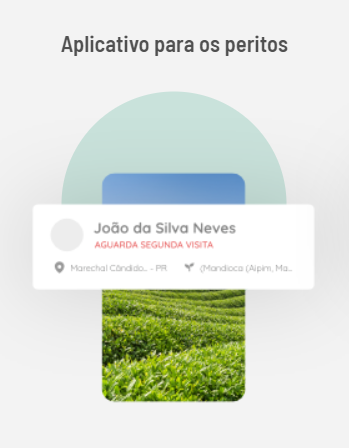 Aplicativo para os peritos
João da Silva Neves
AGUARDA SEGUNDA VISITA
Marechal Cândido... - PR (Mandioca (Aipim, Ma...